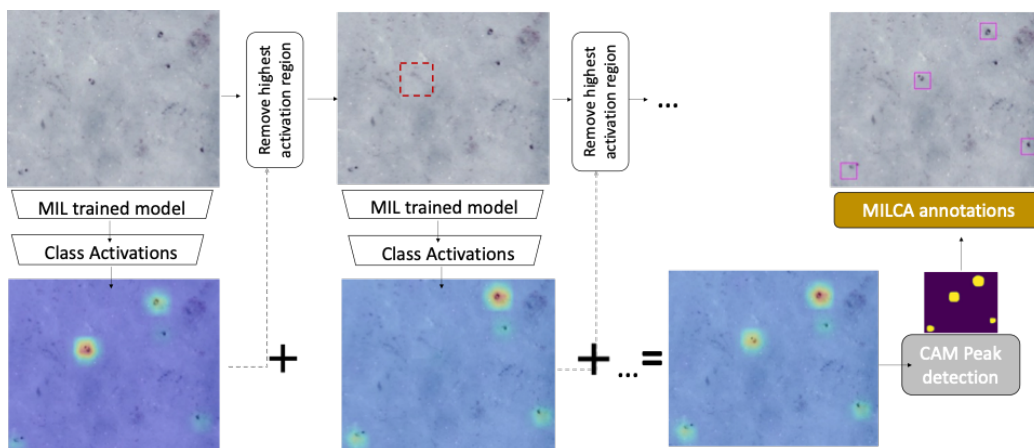 Remove highest
activation region
Remove highest
activation region
...
MIL trained model
MIL trained model
MILCA annotations
Class Activations
Class Activations
+
+
... =
CAM Peak
detection